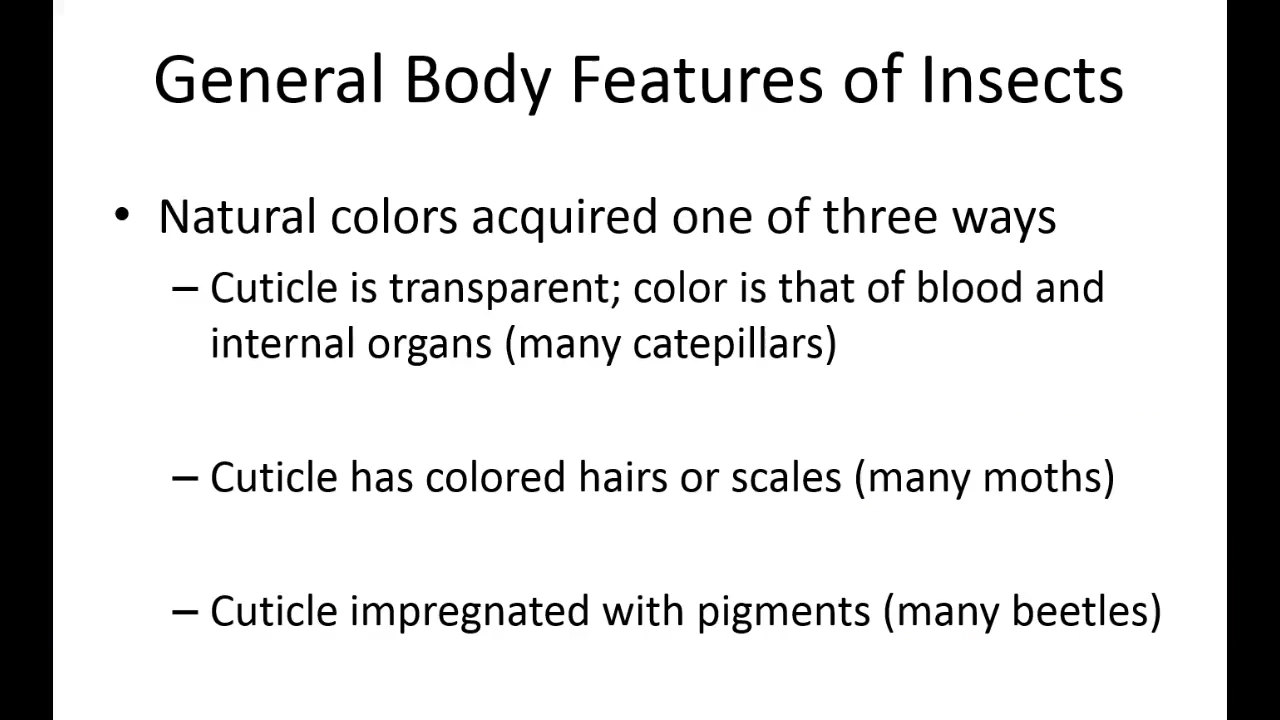 General Body Features of Insects
• Natural colors acquired one of three ways
– Cuticle is transparent; color is that of blood and
internal organs (many catepillars)
– Cuticle has colored hairs or scales (many moths)
– Cuticle impregnated with pigments (many beetles)